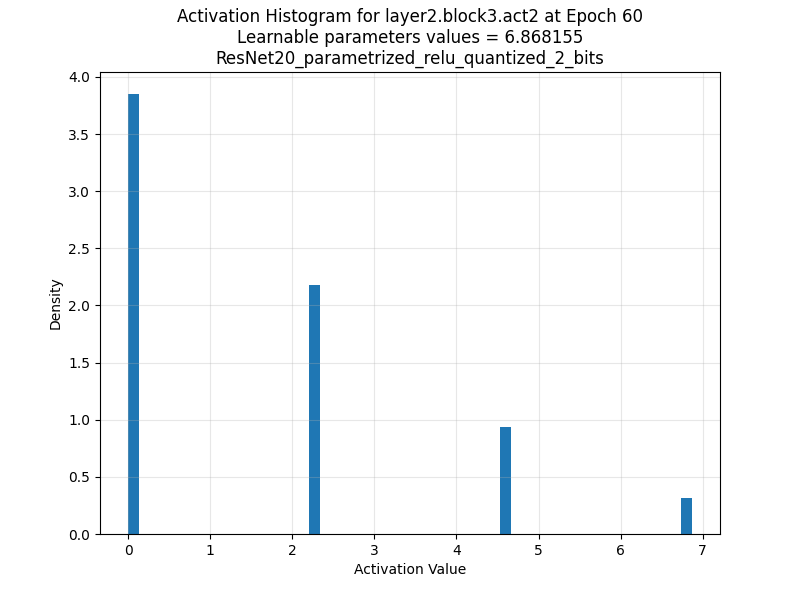 Activation Histogram for layer2.block3.act2 at Epoch 60
Learnable parameters values = 6.868155
ResNet20_parametrized_relu_quantized_2_bits
4.0
3.5
3.0
2.5
2.0
1.5
1.0
0.5
0.0
Density
0 1 2 3 4 5 6 7
Activation Value